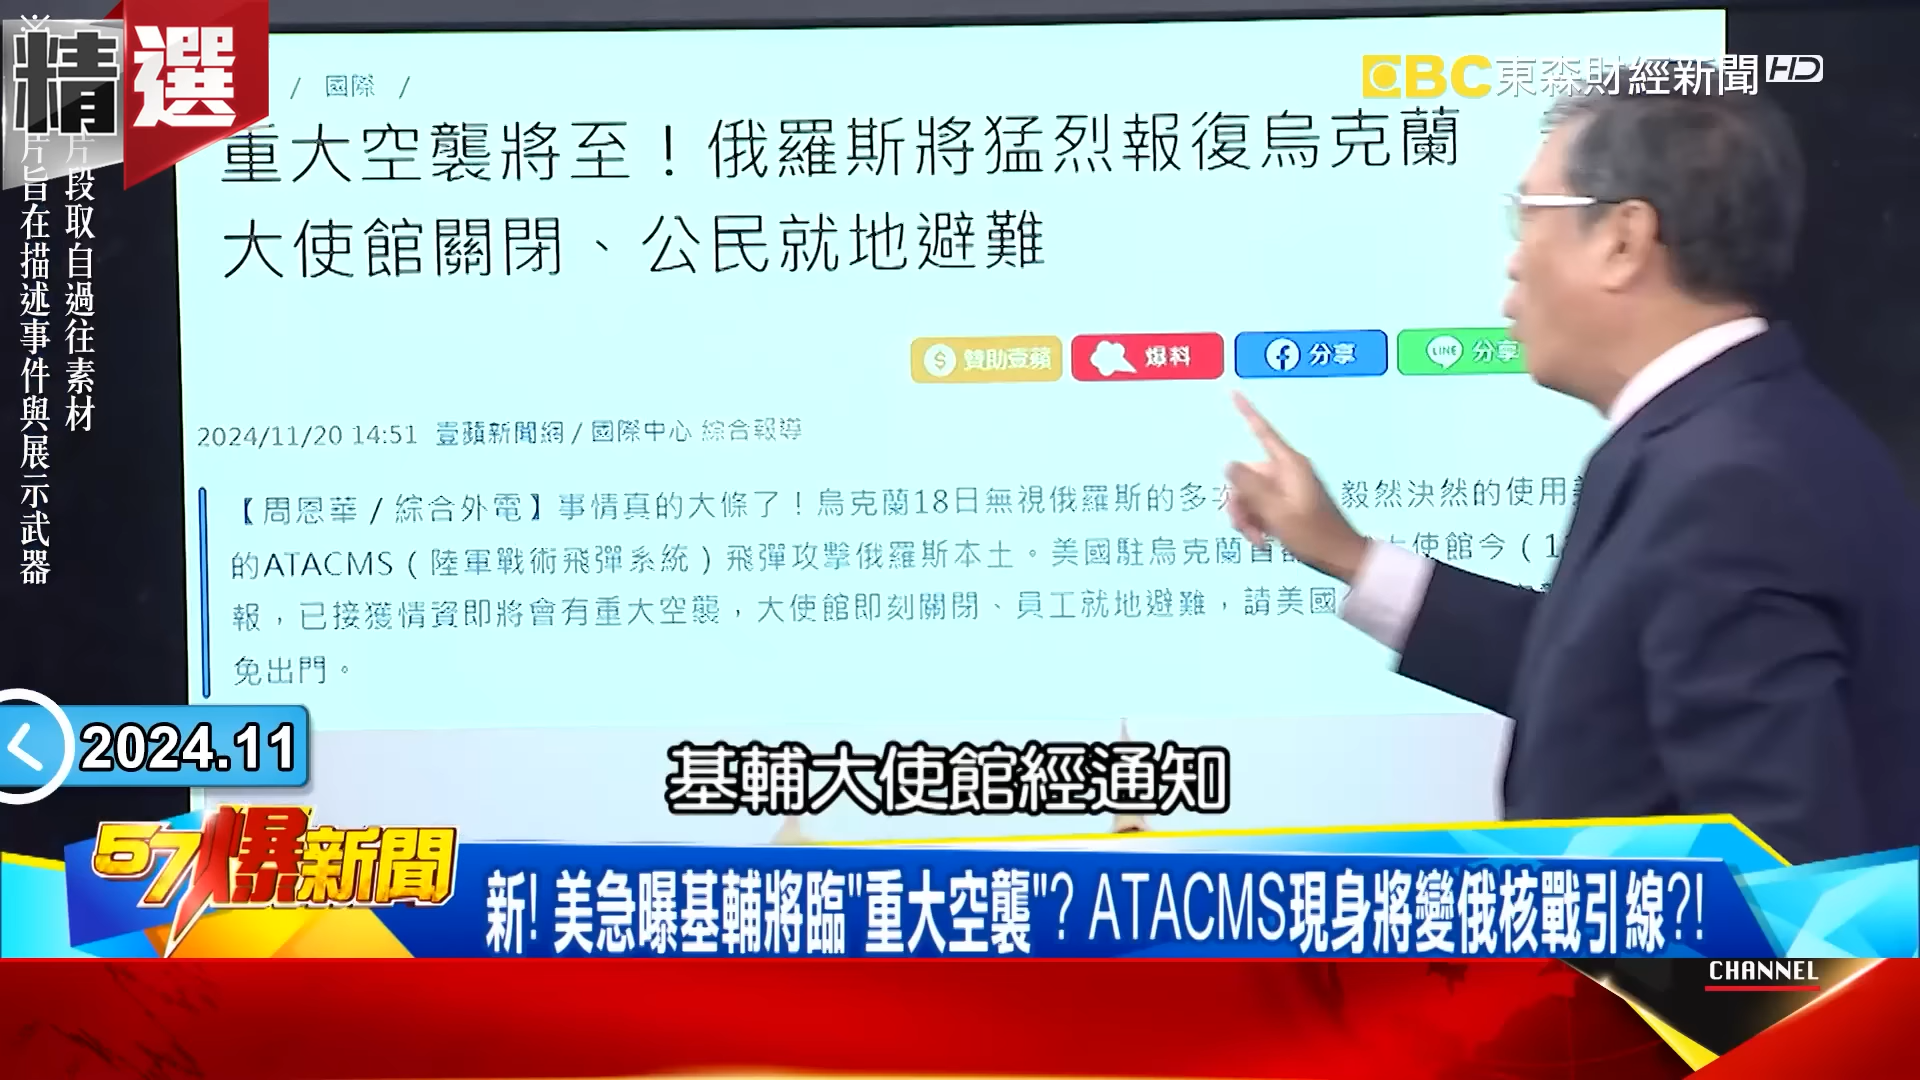 精選
※片段取自過往素材
片旨在描述事件與展示武器
EBC東森財經新聞HD
/ 國際 /
重大空襲將至！俄羅斯將猛烈報復烏克蘭
大使館關閉、公民就地避難
贊助壹蘋
爆料
分享
LINE 分享
2024/11/20 14:51 壹蘋新聞網 / 國際中心 綜合報導
【周恩華 / 綜合外電】事情真的大條了！烏克蘭18日無視俄羅斯的多次 毅然決然的使用
的ATACMS（陸軍戰術飛彈系統）飛彈攻擊俄羅斯本土。美國駐烏克蘭首都 大使館今（1
報，已接獲情資即將會有重大空襲，大使館即刻關閉、員工就地避難，請美國
免出門。
2024.11
基輔大使館經通知
57爆新聞
新! 美急曝基輔將臨"重大空襲"? ATACMS現身將變俄核戰引線?!
CHANNEL